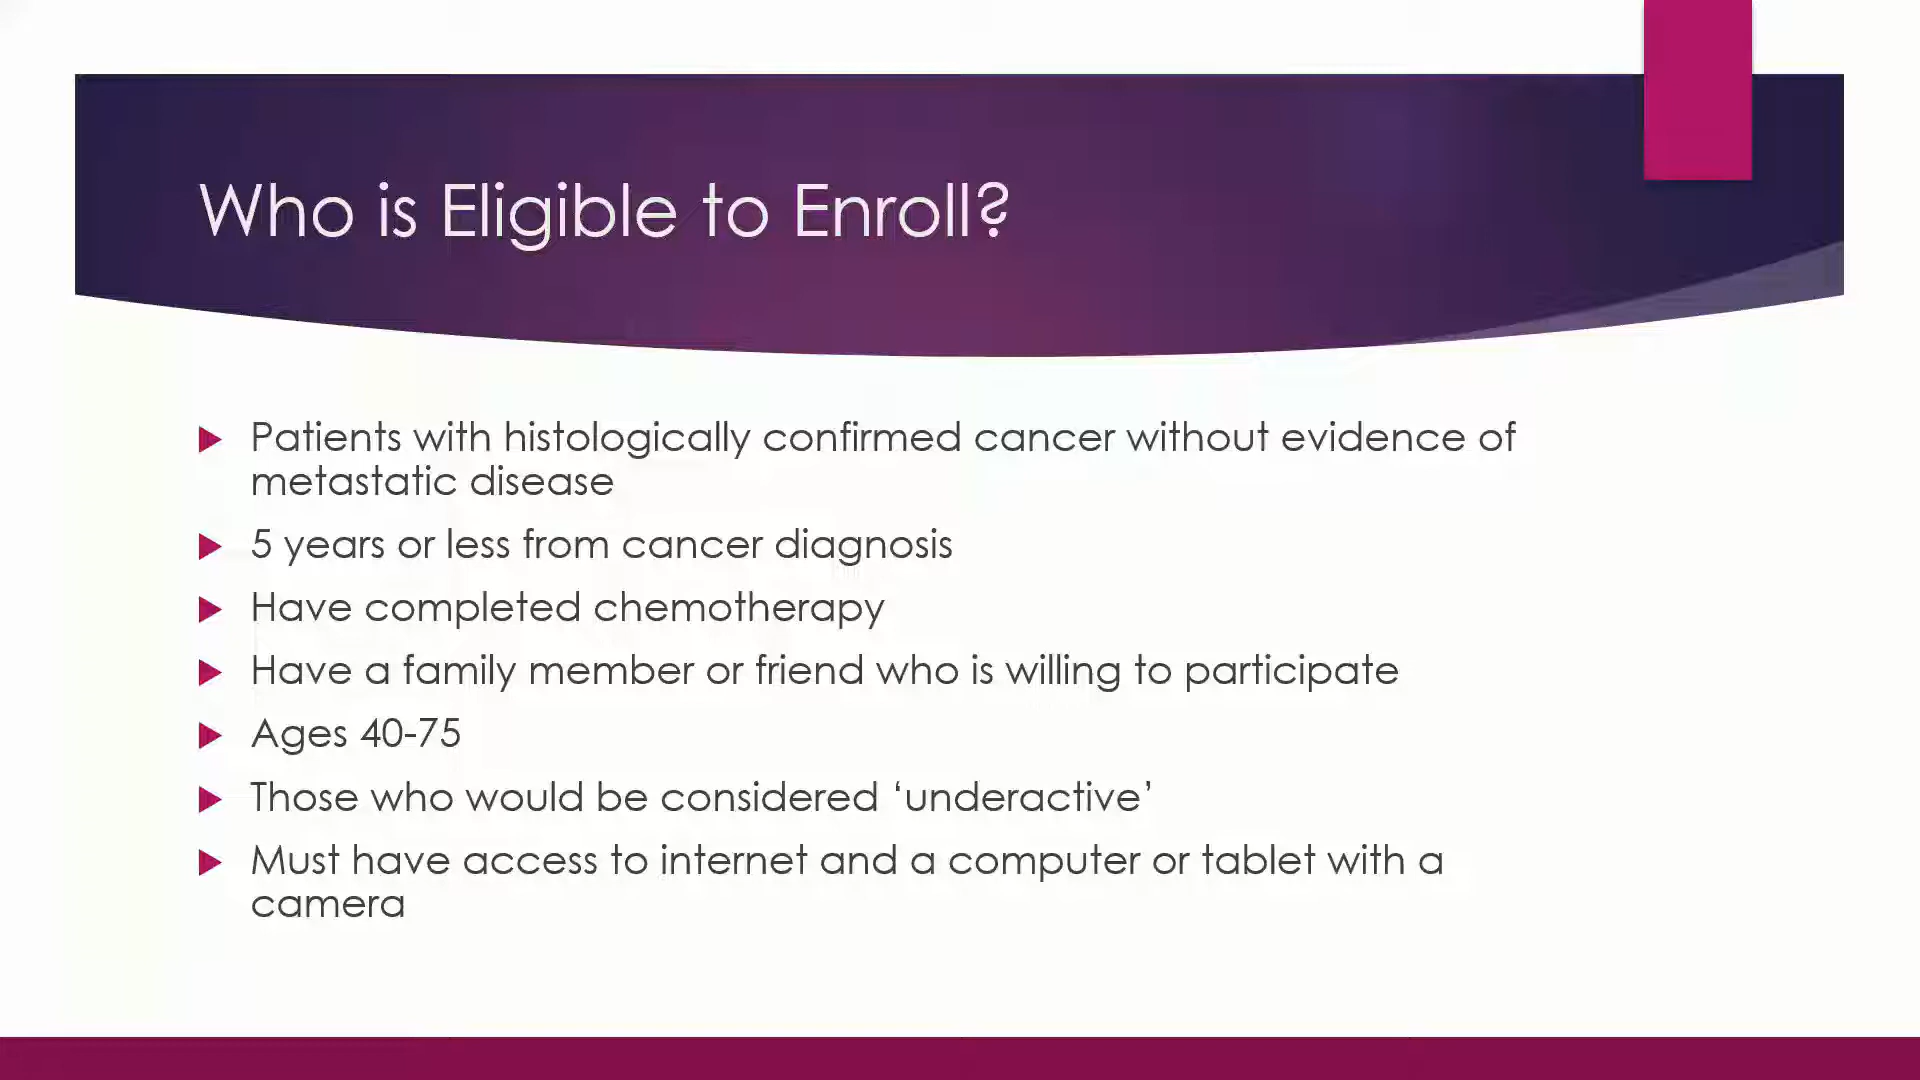 Who is Eligible to Enroll?
Patients with histologically confirmed cancer without evidence of
metastatic disease
5 years or less from cancer diagnosis
Have completed chemotherapy
Have a family member or friend who is willing to participate
Ages 40-75
Those who would be considered ‘underactive’
Must have access to internet and a computer or tablet with a
camera